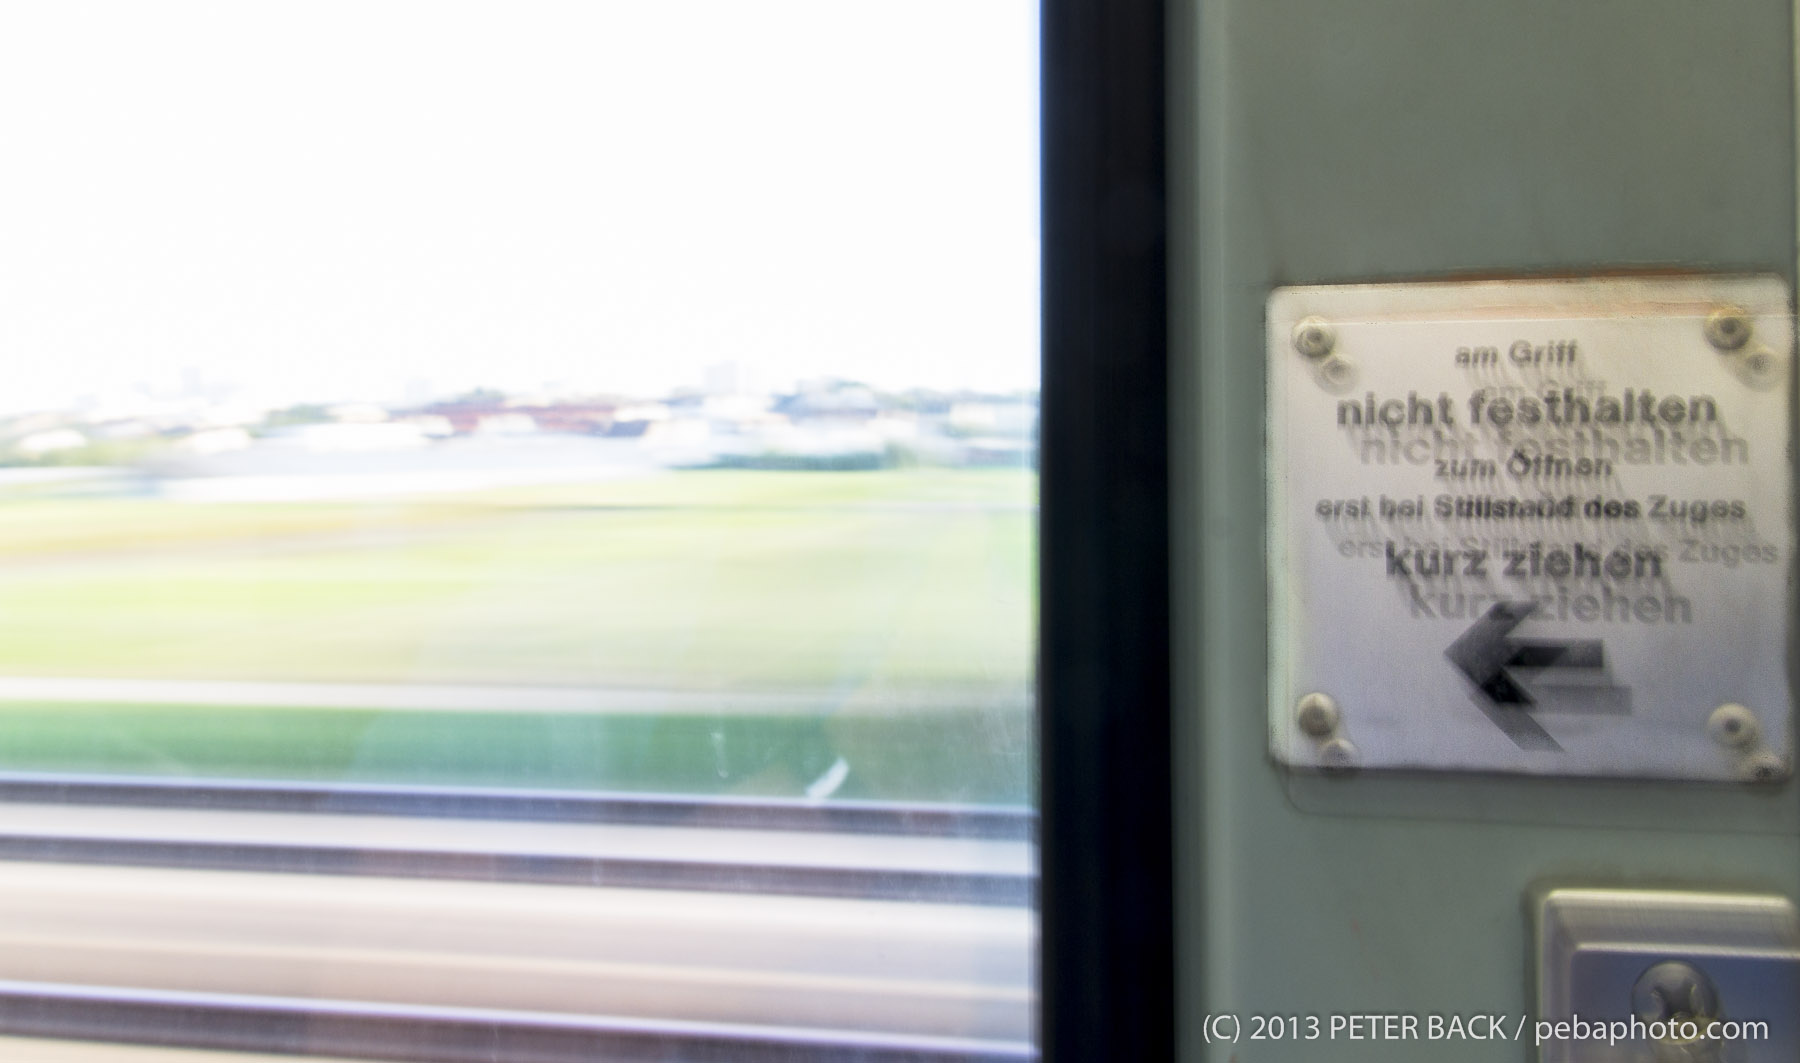 am Griff
nicht festhalten
zum Öffnen
erst bei Stillstand des Zuges
kurz ziehen
(C) 2013 PETER BACK / pebaphoto.com